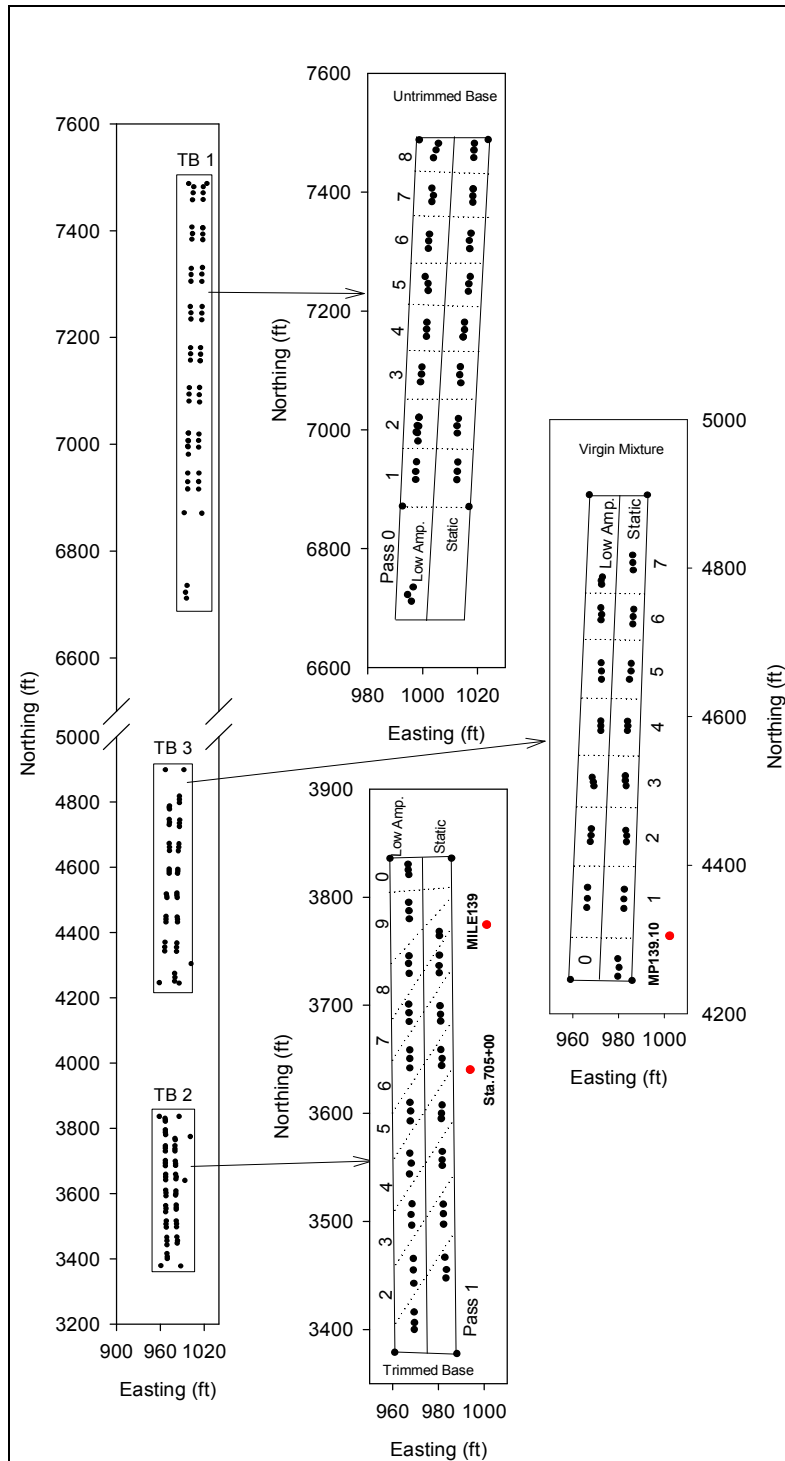 7600
7400
7200
7000
6800
6600
5000
4800
4600
4400
4200
4000
3800
3600
3400
3200
900 960 1020
Northing (ft)
Easting (ft)
TB 1
TB 3
TB 2
7600
7400
7200
7000
6800
6600
980 1000 1020
Northing (ft)
Easting (ft)
Untrimmed Base
8
7
6
5
4
3
2
1
Pass 0
Low Amp.
Static
5000
4800
4600
4400
4200
960 980 1000
Northing (ft)
Easting (ft)
Virgin Mixture
Low Amp.
Static
7
6
5
4
3
2
1
0
MP139.10
3900
3800
3700
3600
3500
3400
960 980 1000
Northing (ft)
Easting (ft)
Low Amp.
Static
0
9
8
7
6
5
4
3
2
Pass 1
MILE139
Sta.705+00
Trimmed Base